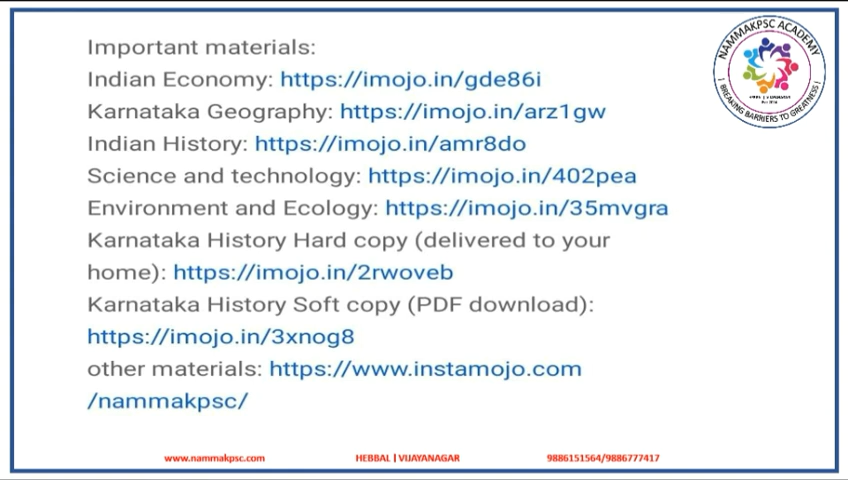 Important materials:
Indian Economy: https://imojo.in/gde86i
Karnataka Geography: https://imojo.in/arz1gw
Indian History: https://imojo.in/amr8do
Science and technology: https://imojo.in/402pea
Environment and Ecology: https://imojo.in/35mvgra
Karnataka History Hard copy (delivered to your
home): https://imojo.in/2rwoveb
Karnataka History Soft copy (PDF download):
https://imojo.in/3xnog8
other materials: https://www.instamojo.com
/nammakpsc/
NAMMAKPSC ACADEMY
! BREAKING BARRIERS TO GREATNESS !
www.nammakpsc.com HEBBAL | VIJAYANAGAR 9886151564/9886777417